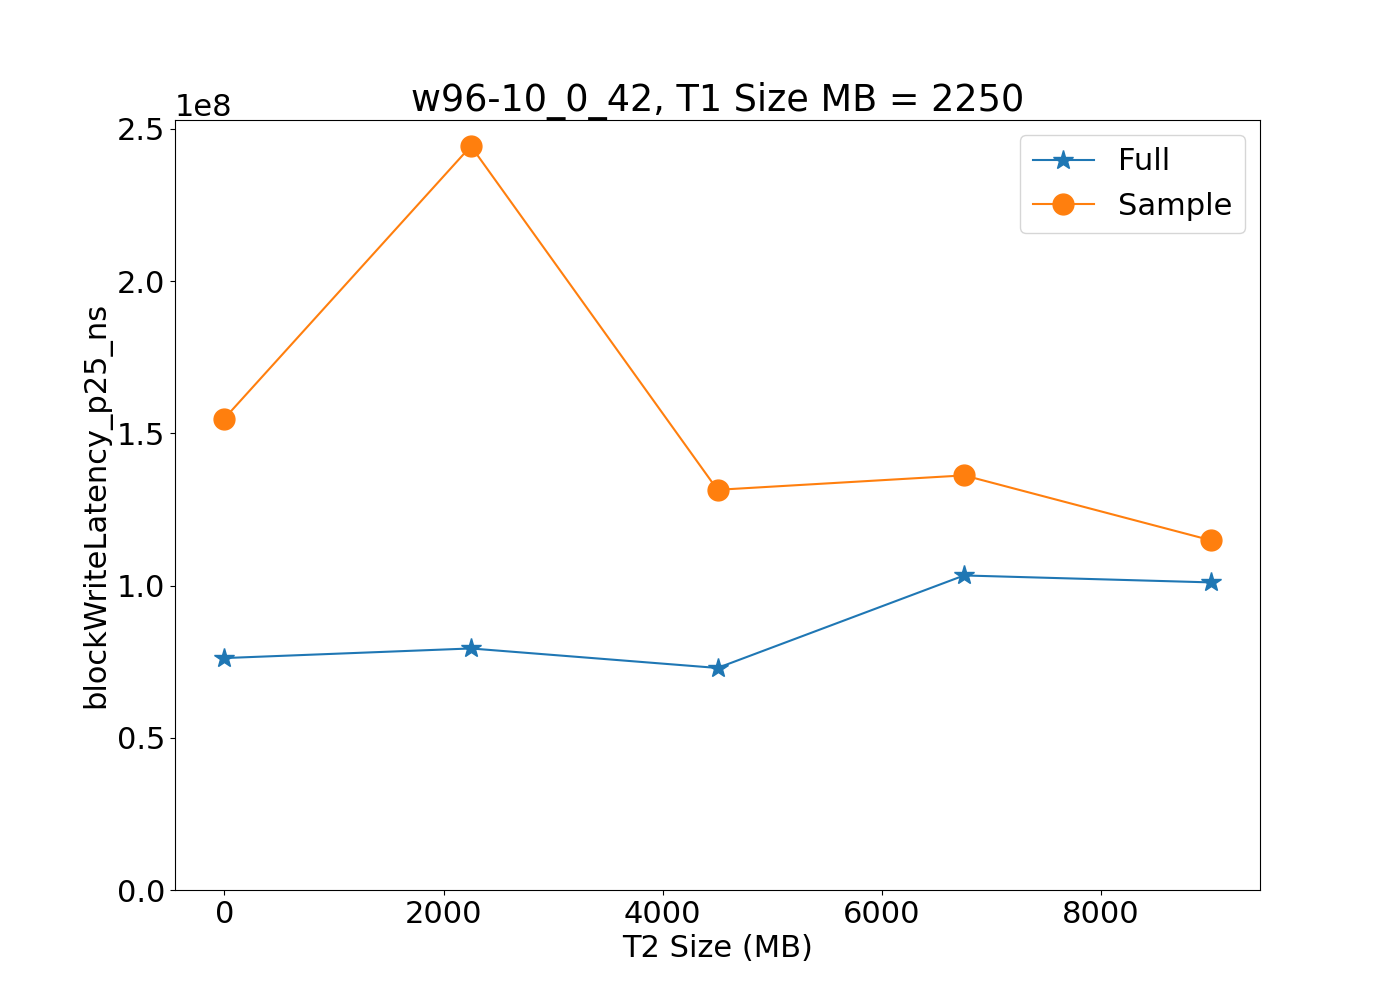 w96-10_0_42, T1 Size MB = 2250
1e8
2.5
2.0
1.5
1.0
0.5
0.0
blockWriteLatency_p25_ns
Full
Sample
0 2000 4000 6000 8000
T2 Size (MB)